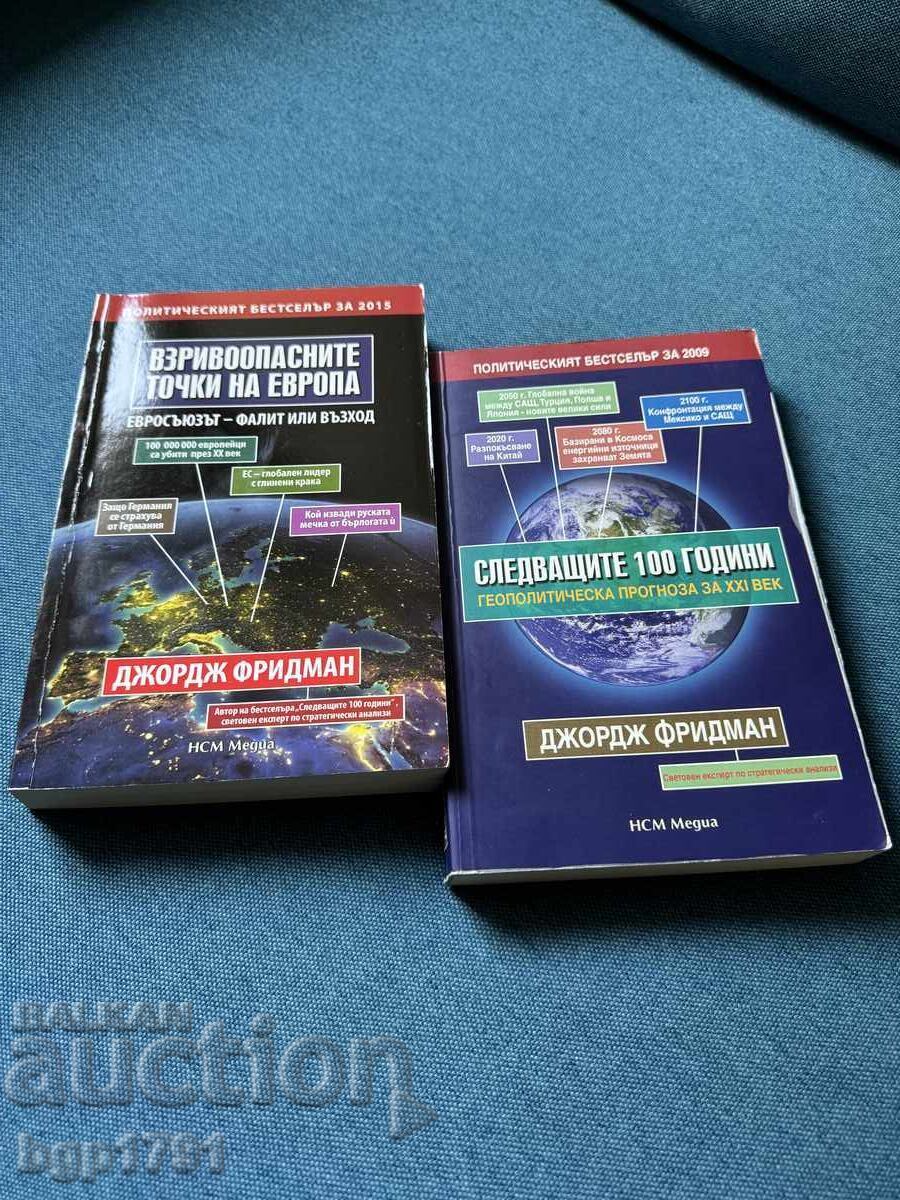 ПОЛИТИЧЕСКИЯТ БЕСТСЕЛЪР ЗА 2015
ВЗРИВООПАСНИТЕ
ТОЧКИ НА ЕВРОПА
ЕВРОСЪЮЗЪТ – ФАЛИТ ИЛИ ВЪЗХОД
100 000 000 европейци
са убити през XX век
ЕС – глобален лидер
с глинени крака
Защо Германия
се страхува
от Германия
Кой извади руската
мечка от бърлогата ѝ
ДЖОРДЖ ФРИДМАН
Автор на бестселъра „Следващите 100 години",
световен експерт по стратегически анализи
НСМ Медиа
ПОЛИТИЧЕСКИЯТ БЕСТСЕЛЪР ЗА 2009
2050 г. Глобална война
между САЩ, Турция, Полша и
Япония - новите велики сили
2100 г.
Конфронтация между
Мексико и САЩ
2020 г.
Разпокъсване
на Китай
2080 г.
Базирани в Космоса
енергийни източници
захранват Земята
СЛЕДВАЩИТЕ 100 ГОДИНИ
ГЕОПОЛИТИЧЕСКА ПРОГНОЗА ЗА XXI ВЕК
ДЖОРДЖ ФРИДМАН
Световен експерт по стратегически анализи
НСМ Медиа
BALKAN
auction
bgp1791